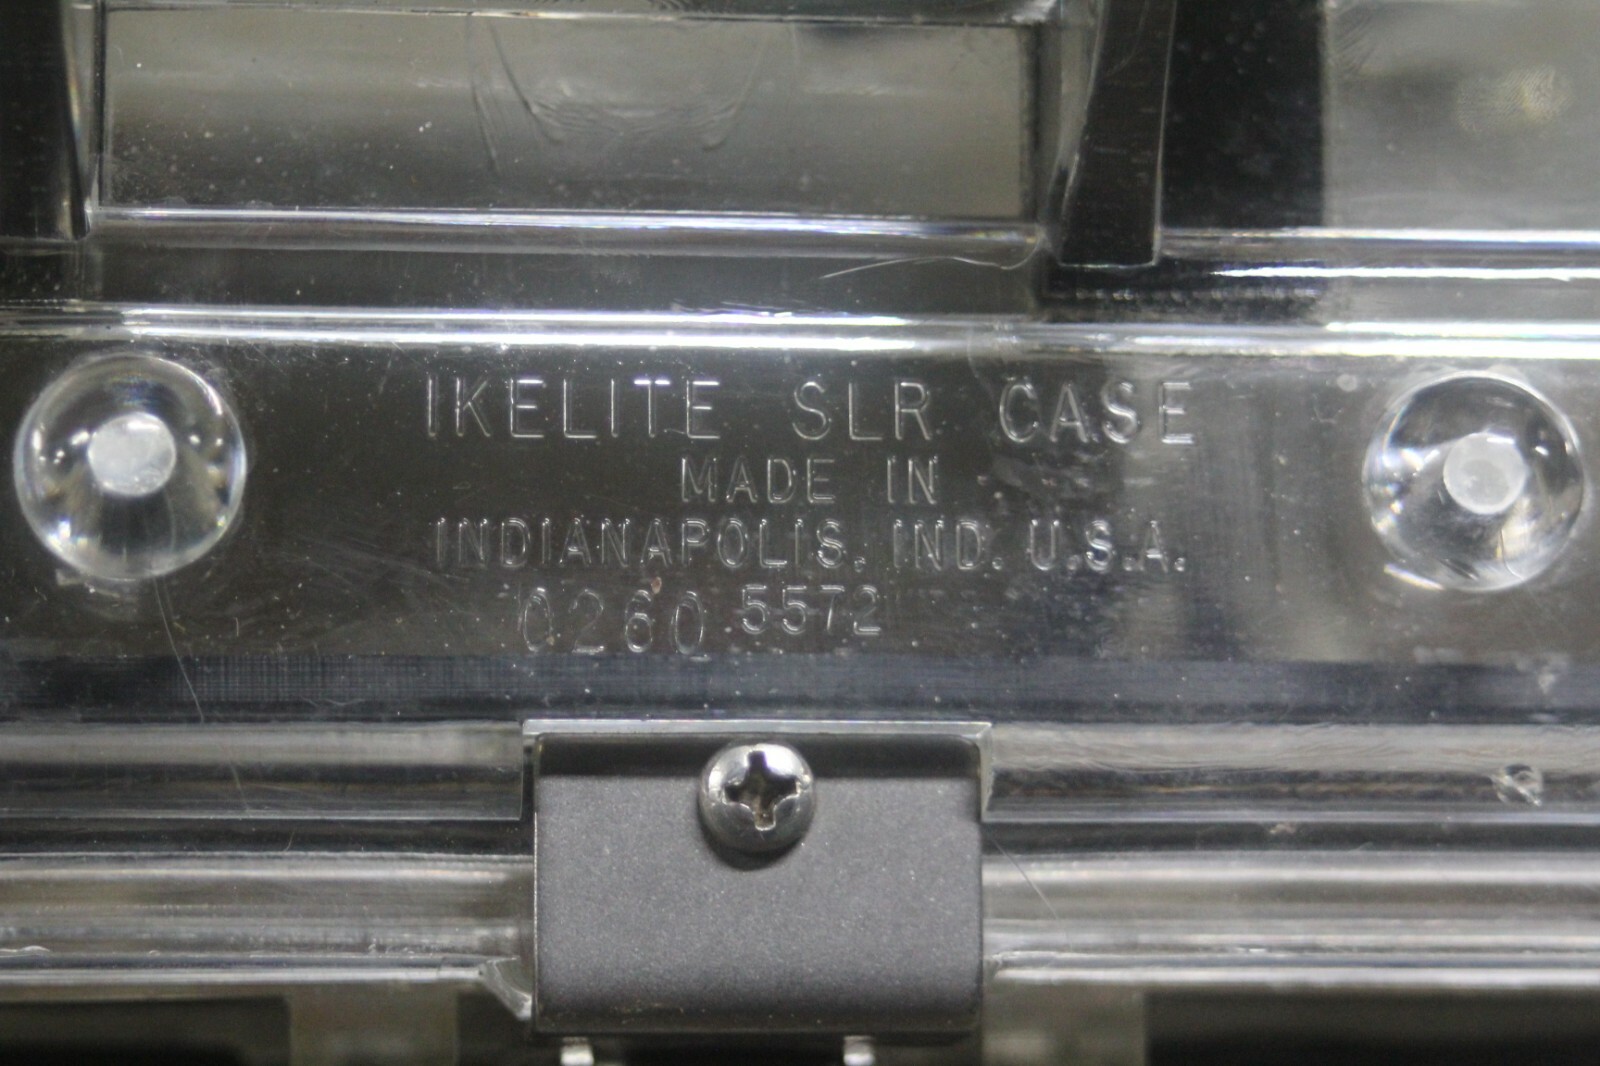 IKELITE SLR CASE
MADE IN
INDIANAPOLIS, IND. U.S.A.
0260 5572